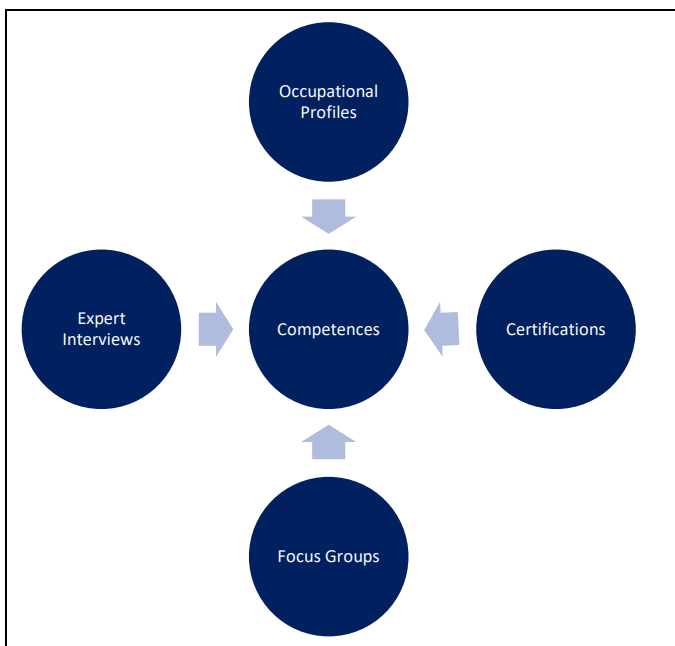 Occupational
Profiles
Expert
Interviews
Competences
Certifications
Focus Groups